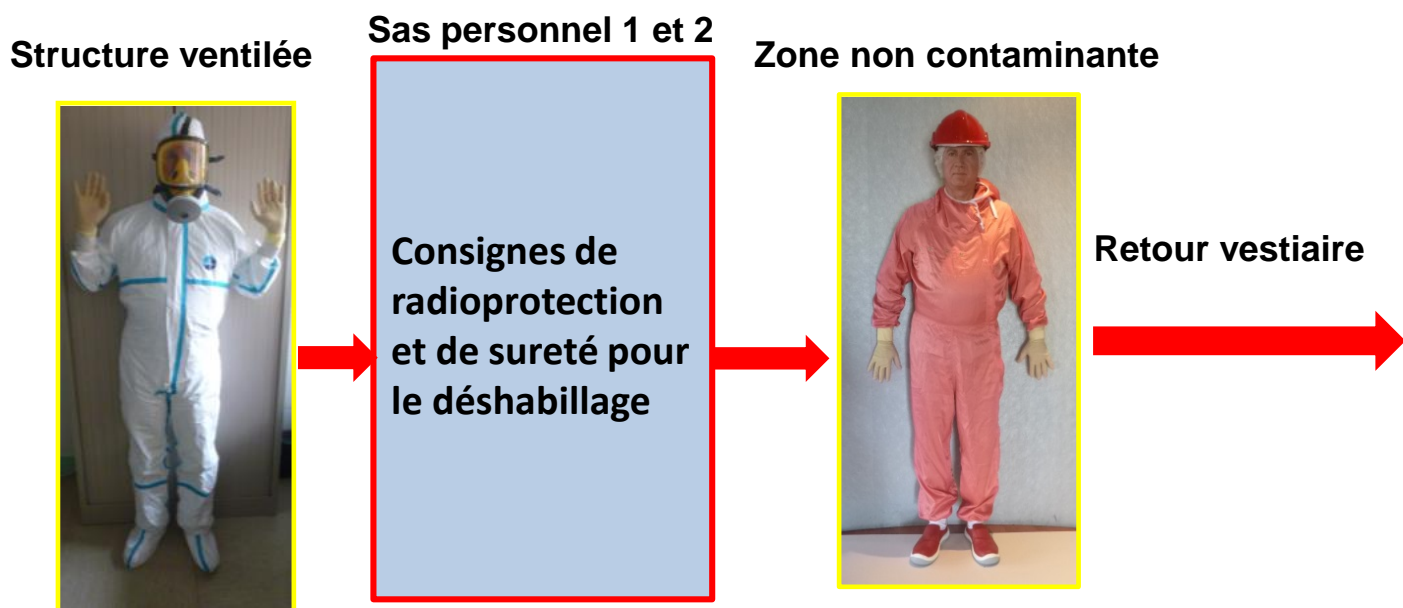 Structure ventilée
Sas personnel 1 et 2
Zone non contaminante
Consignes de
radioprotection
et de sureté pour
le déshabillage
Retour vestiaire